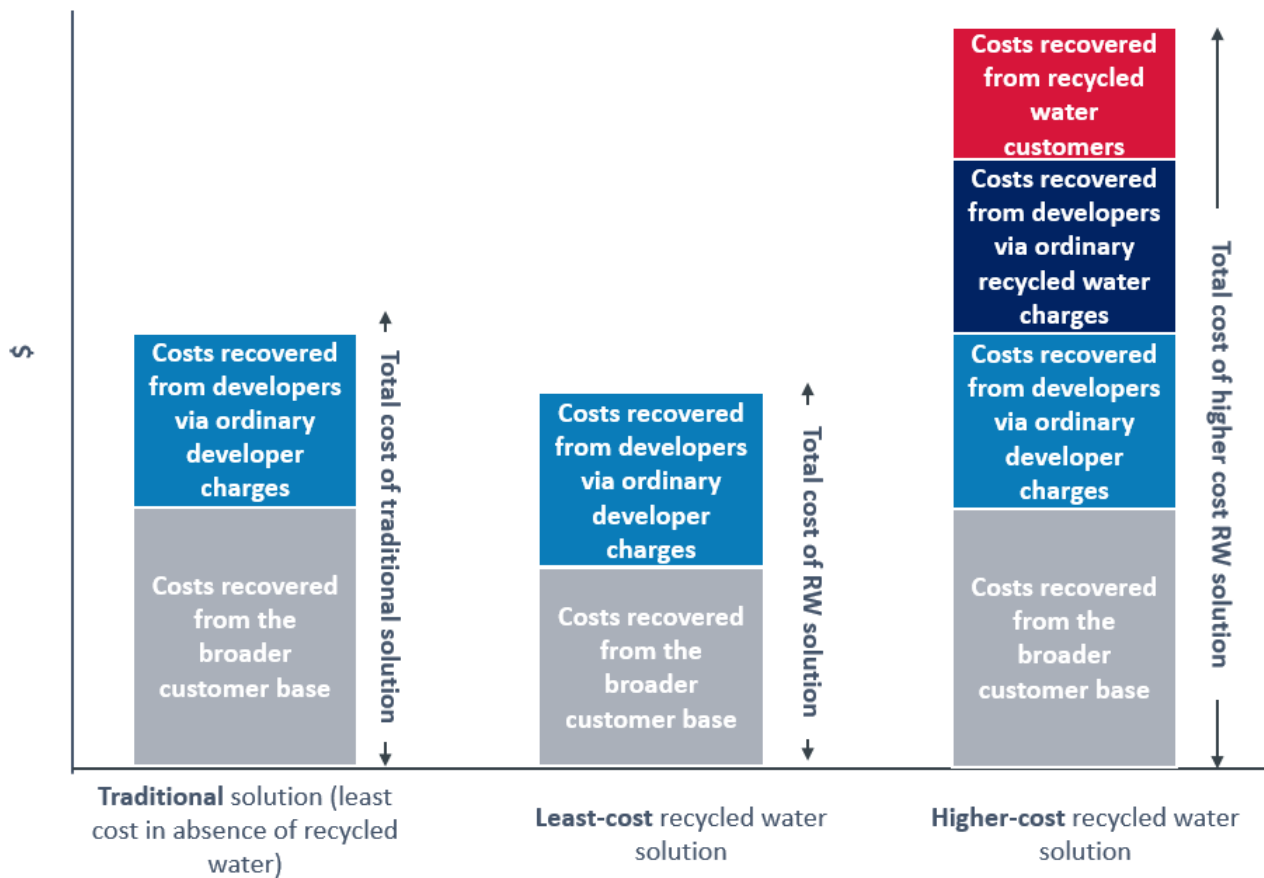 $
Costs recovered
from developers
via ordinary
developer
charges
Costs recovered
from the
broader
customer base
Total cost of traditional solution
Traditional solution (least
cost in absence of recycled
water)
Costs recovered
from developers
via ordinary
developer
charges
Costs recovered
from the
broader
customer base
Total cost of RW solution
Least-cost recycled water
solution
Costs recovered
from recycled
water
customers
Costs recovered
from developers
via ordinary
recycled water
charges
Costs recovered
from developers
via ordinary
developer
charges
Costs recovered
from the
broader
customer base
Total cost of higher cost RW solution
Higher-cost recycled water
solution